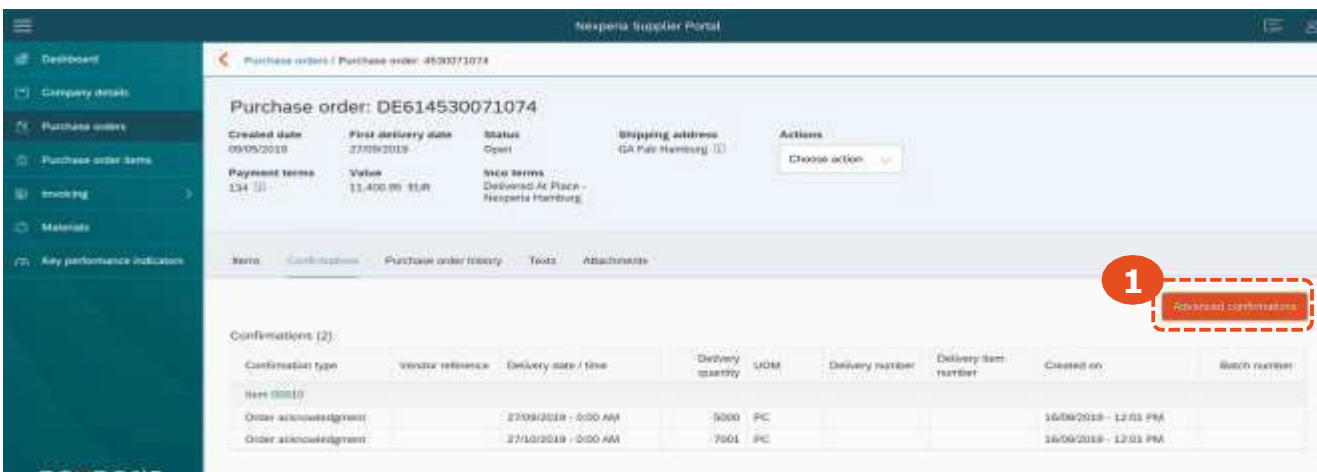 Nexperia Supplier Portal
Dashboard
Company details
Purchase orders
Purchase order items
Invoicing
Materials
Key performance indicators
Purchase orders / Purchase order: 4530071074
Purchase order: DE614530071074
Created date First delivery date Status Shipping address Actions
09/05/2019 27/09/2019 Open Hamburg Choose action
Payment terms Value Inco terms
134 11,400.86 EUR Delivered At Place -
Nexperia Hamburg
Items Confirmations Purchase order history Texts Attachments
1
Advanced confirmations
Confirmations (2)
Confirmation type Vendor reference Delivery date / time Delivery quantity UOM Delivery number Delivery item number Created on Batch number
Item 00010
Order acknowledgment 27/09/2019 - 0:00 AM 5000 PC 16/09/2019 - 12:01 PM
Order acknowledgment 27/10/2019 - 0:00 AM 7001 PC 16/09/2019 - 12:01 PM